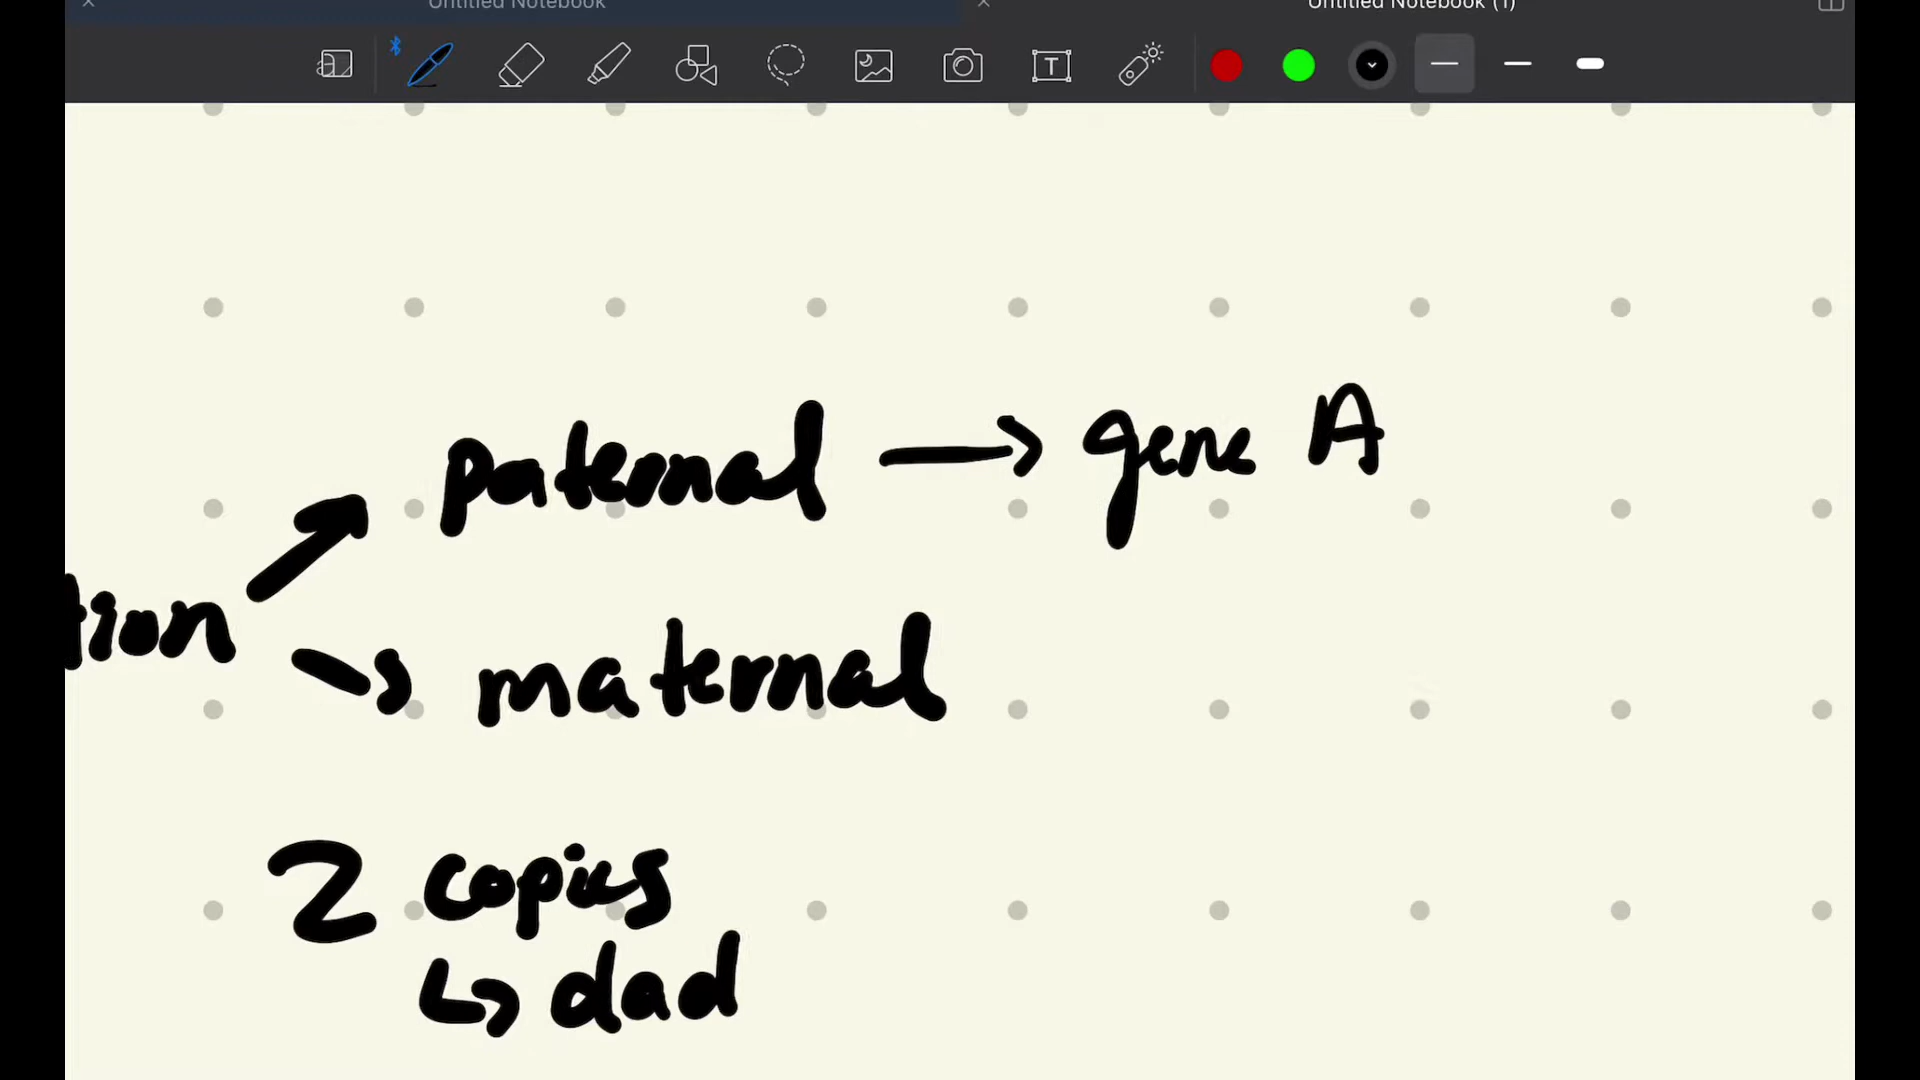 Untitled Notebook
Untitled Notebook (1)
paternal → gene A
tion
maternal
2 copies
↳ dad